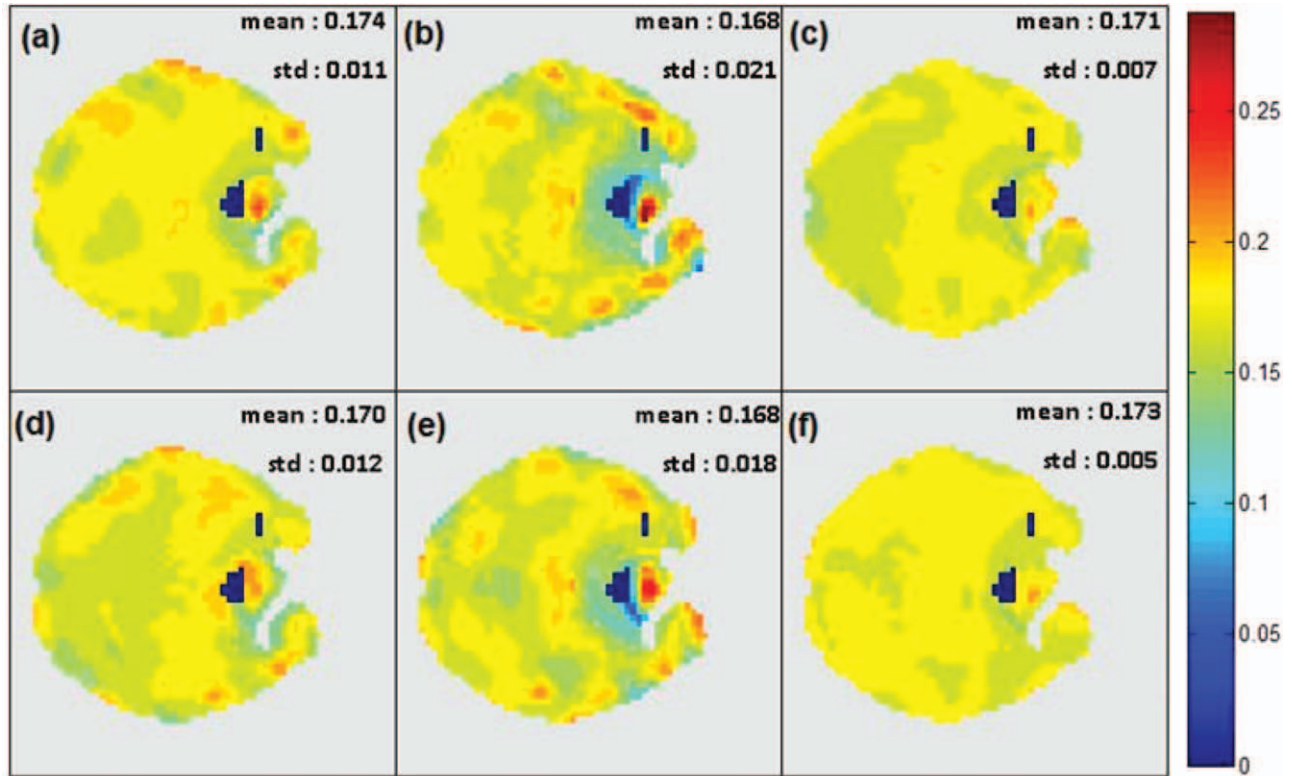 (a)
mean : 0.174
std : 0.011
(b)
mean : 0.168
std : 0.021
(c)
mean : 0.171
std : 0.007
(d)
mean : 0.170
std : 0.012
(e)
mean : 0.168
std : 0.018
(f)
mean : 0.173
std : 0.005
0.25
0.2
0.15
0.1
0.05
0